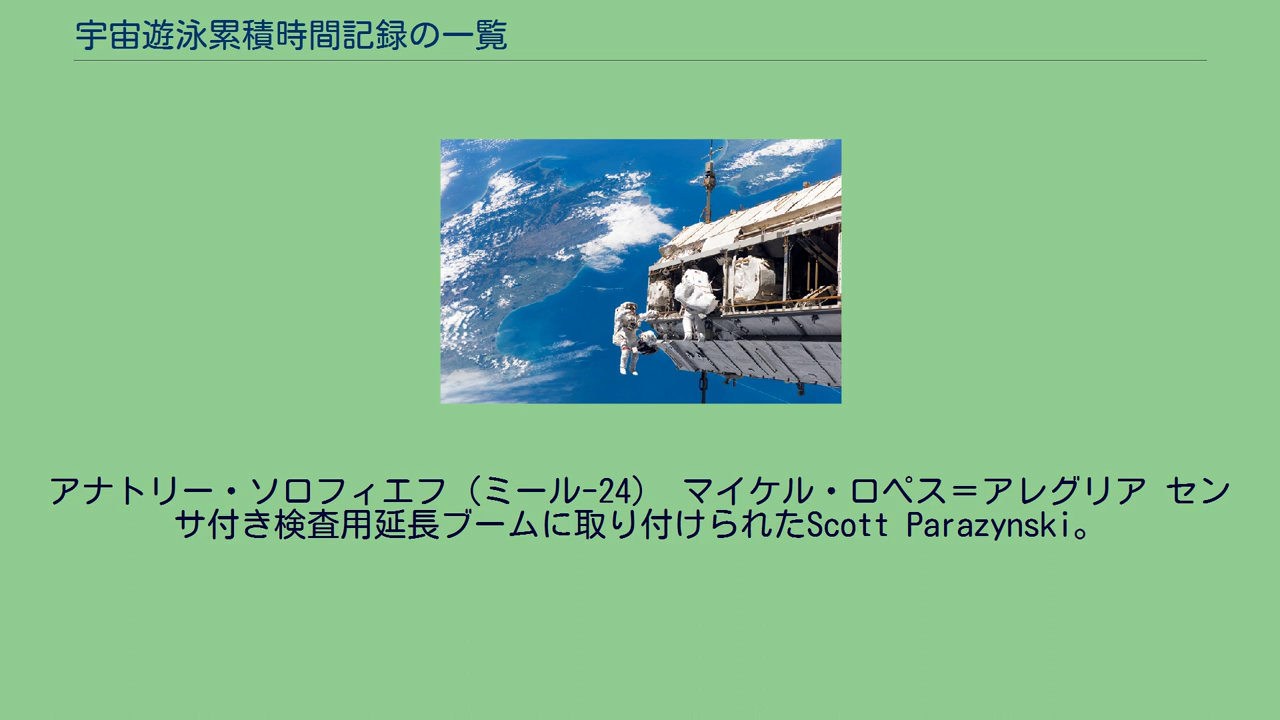 宇宙遊泳累積時間記録の一覧
アナトリー・ソロフィエフ（ミール-24）　マイケル・ロペス＝アレグリア セン
サ付き検査用延長ブームに取り付けられたScott Parazynski。